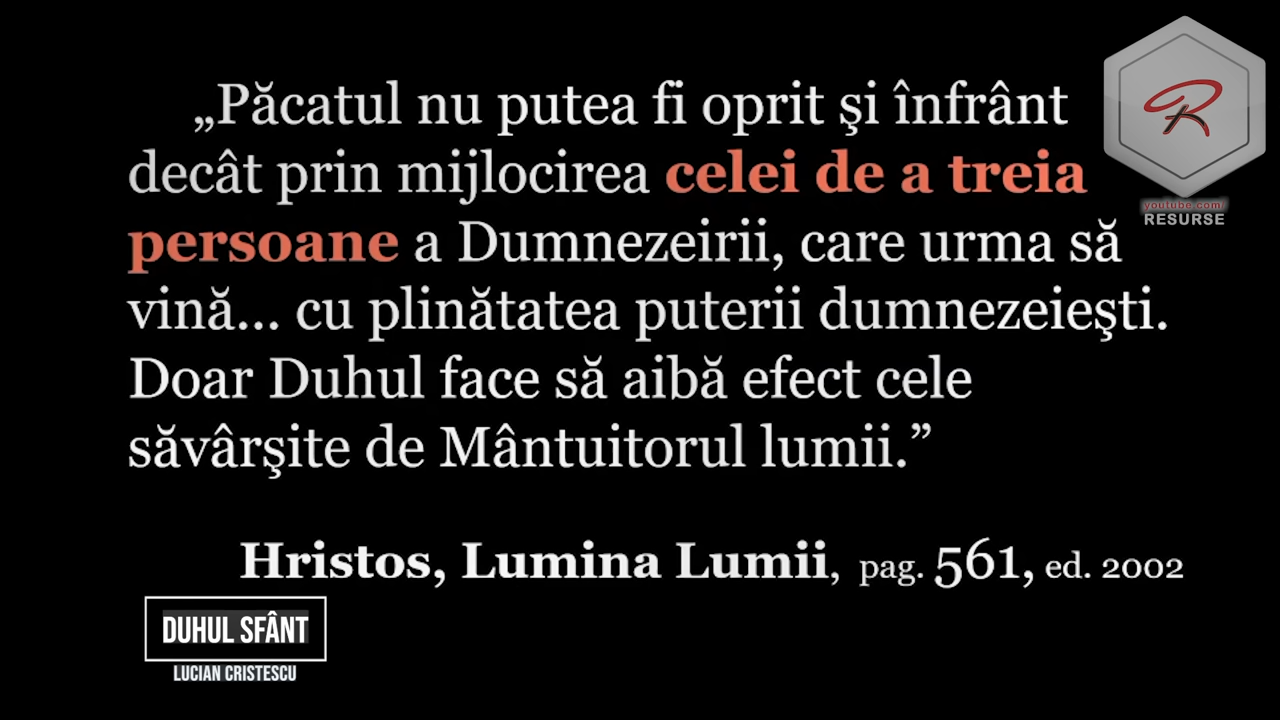 „Păcatul nu putea fi oprit şi înfrânt
decât prin mijlocirea celei de a treia
persoane a Dumnezeirii, care urma să
vină... cu plinătatea puterii dumnezeieşti.
Doar Duhul face să aibă efect cele
săvârşite de Mântuitorul lumii.”
Hristos, Lumina Lumii, pag. 561, ed. 2002
DUHUL SFÂNT
LUCIAN CRISTESCU
R
youtube.com/
RESURSE